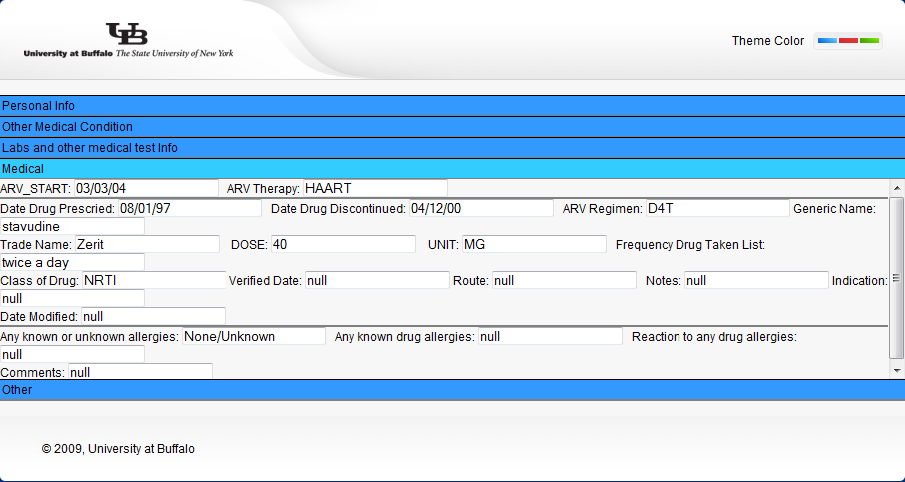 UB
University at Buffalo The State University of New York
Theme Color
Personal Info
Other Medical Condition
Labs and other medical test Info
Medical
ARV_START: 03/03/04 ARV Therapy: HAART
Date Drug Prescried: 08/01/97 Date Drug Discontinued: 04/12/00 ARV Regimen: D4T Generic Name:
stavudine
Trade Name: Zerit DOSE: 40 UNIT: MG Frequency Drug Taken List:
twice a day
Class of Drug: NRTI Verified Date: null Route: null Notes: null Indication:
null
Date Modified: null
Any known or unknown allergies: None/Unknown Any known drug allergies: null Reaction to any drug allergies:
null
Comments: null
Other
© 2009, University at Buffalo